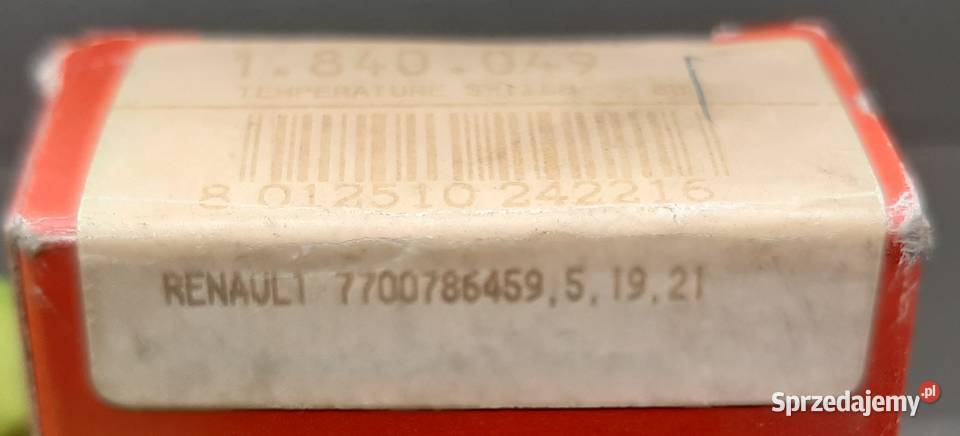 1.840.049
TEMPERATURE
8 012510 242216
RENAULT 7700786459,5,19,21
Sprzedajemy.pl